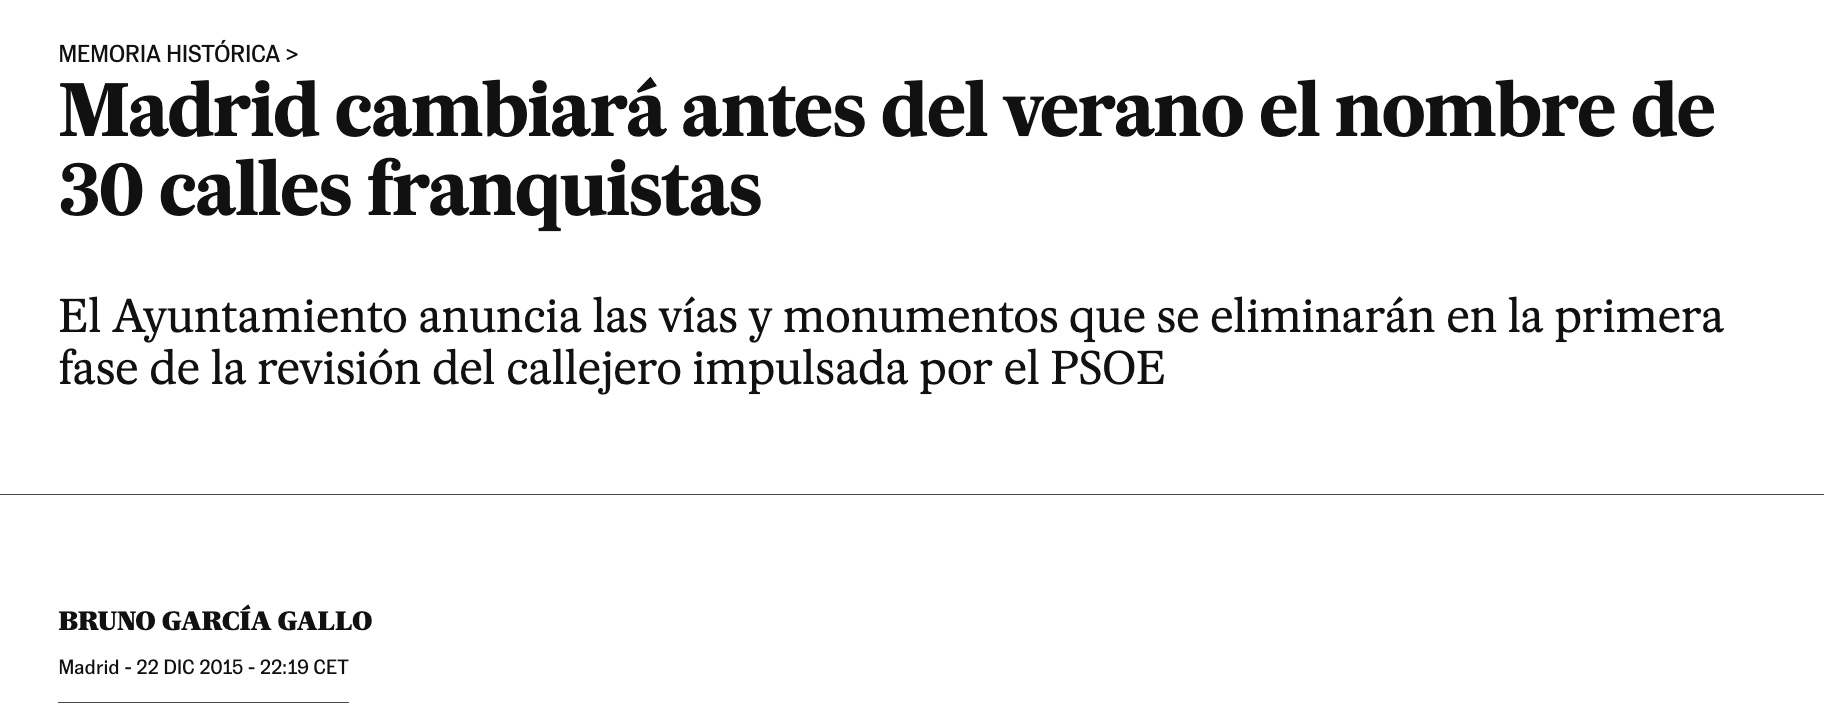 MEMORIA HISTÓRICA >
Madrid cambiará antes del verano el nombre de
30 calles franquistas
El Ayuntamiento anuncia las vías y monumentos que se eliminarán en la primera
fase de la revisión del callejero impulsada por el PSOE
BRUNO GARCÍA GALLO
Madrid - 22 DIC 2015 - 22:19 CET